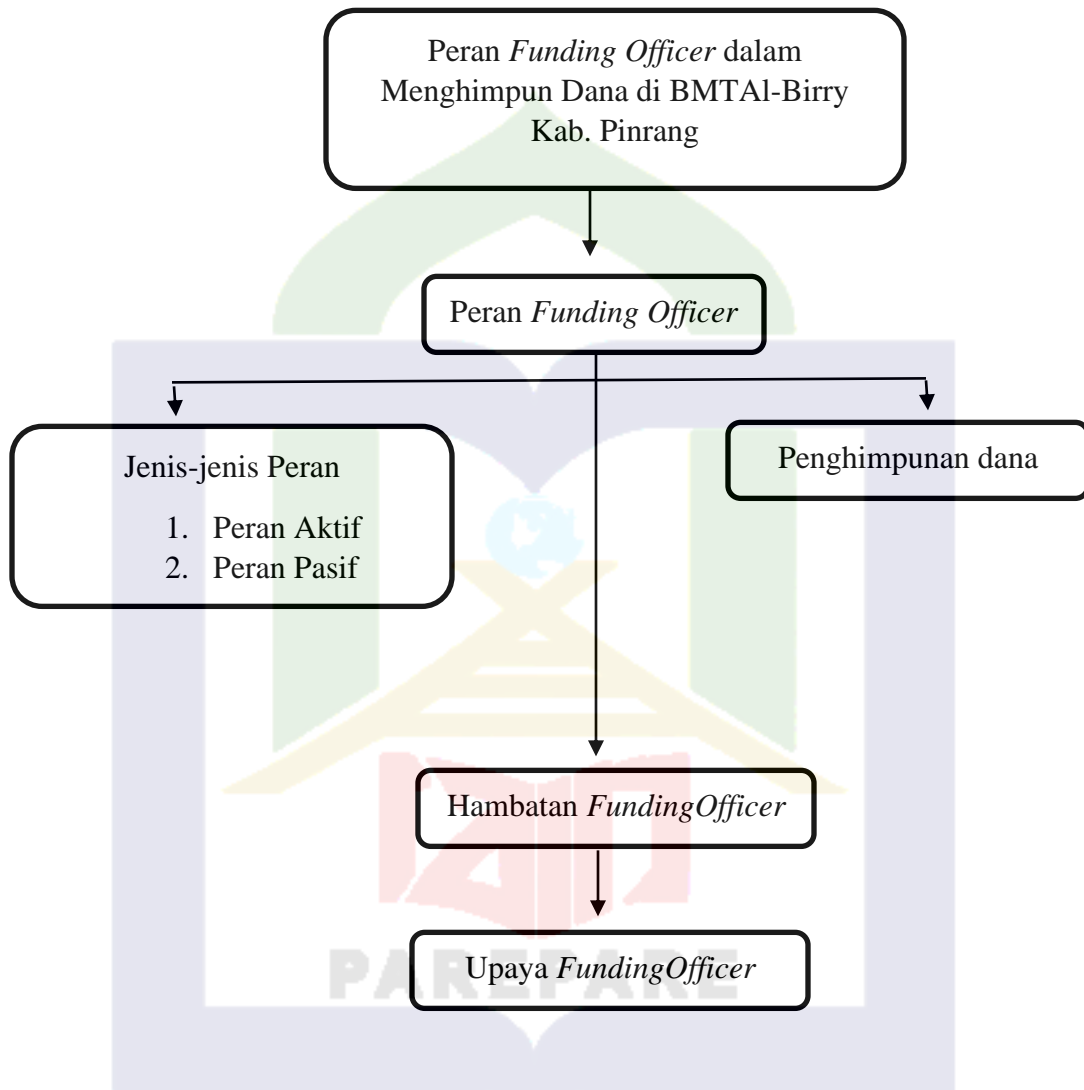 Peran Funding Officer dalam
Menghimpun Dana di BMTAl-Birry
Kab. Pinrang
Peran Funding Officer
Jenis-jenis Peran
1. Peran Aktif
2. Peran Pasif
Penghimpunan dana
Hambatan FundingOfficer
Upaya FundingOfficer
PAREPARE